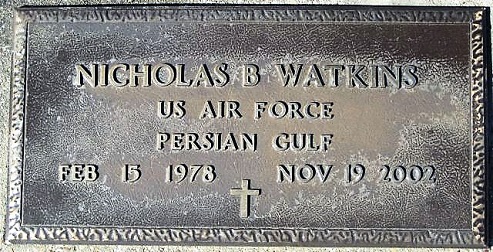 NICHOLAS B WATKINS
US AIR FORCE
PERSIAN GULF
FEB 15 1978 NOV 19 2002